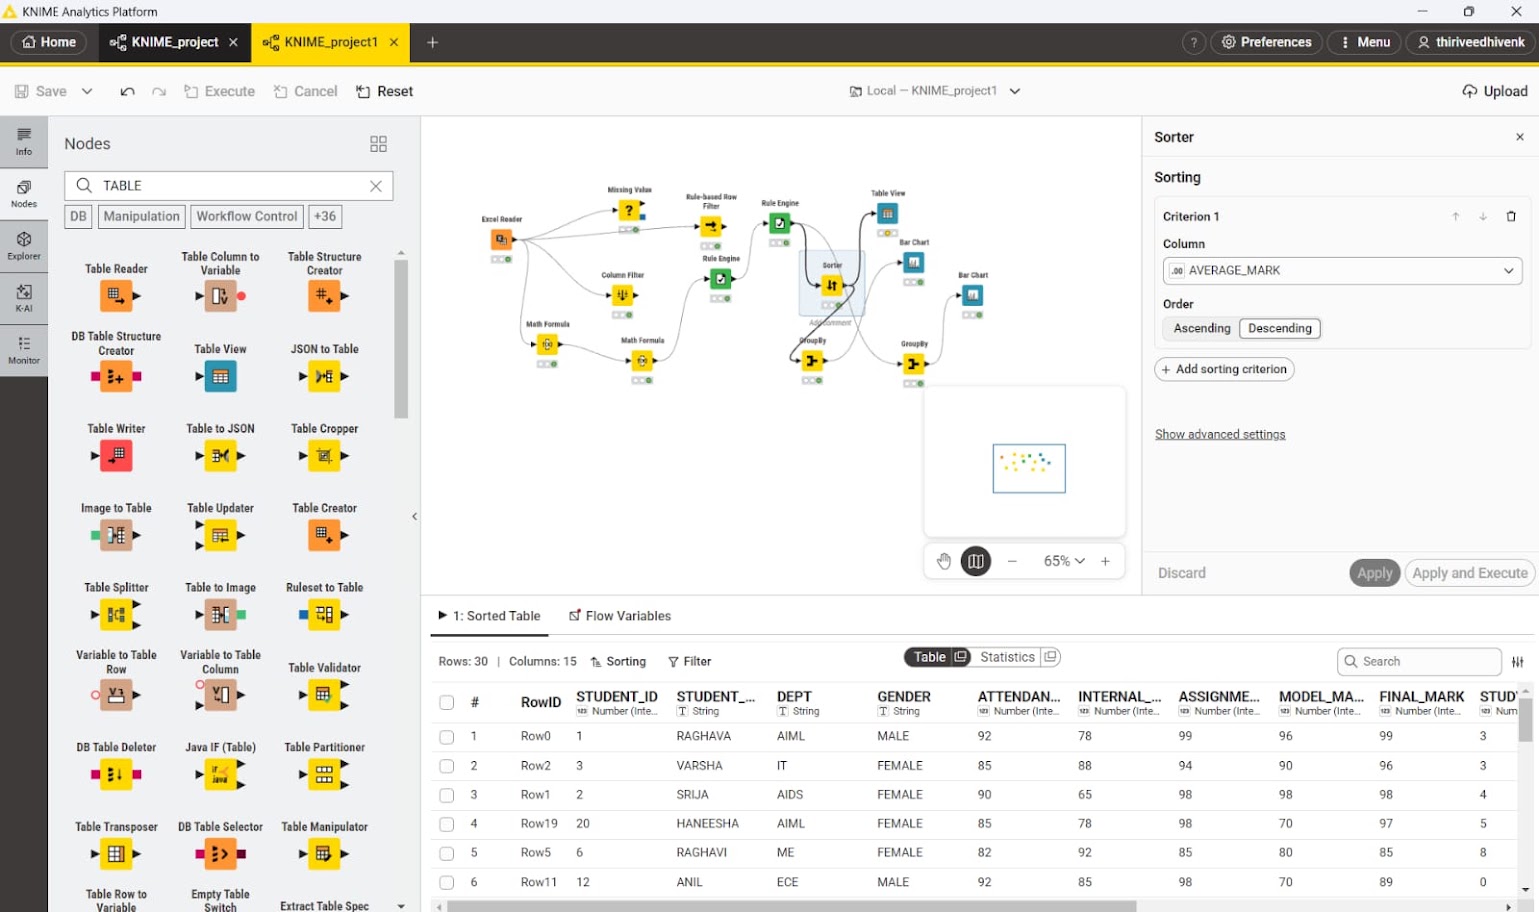 KNIME Analytics Platform
Home
KNIME_project
KNIME_project1
?
Preferences
Menu
thiriveedhivenk
Save
Execute
Cancel
Reset
Local — KNIME_project1
Upload
Info
Nodes
Explorer
K-AI
Monitor
Nodes
TABLE
DB
Manipulation
Workflow Control
+36
Table Reader
Table Column to Variable
Table Structure Creator
DB Table Structure Creator
Table View
JSON to Table
Table Writer
Table to JSON
Table Cropper
Image to Table
Table Updater
Table Creator
Table Splitter
Table to Image
Ruleset to Table
Variable to Table Row
Variable to Table Column
Table Validator
DB Table Deleter
Java IF (Table)
Table Partitioner
Table Transposer
DB Table Selector
Table Manipulator
Table Row to Variable
Empty Table Switch
Extract Table Spec
Excel Reader
Missing Value
Rule-based Row Filter
Rule Engine
Table View
Bar Chart
Column Filter
Rule Engine
Sorter
Add comment
Bar Chart
Math Formula
Math Formula
GroupBy
GroupBy
65%
Sorter
Sorting
Criterion 1
Column
AVERAGE_MARK
Order
Ascending
Descending
+ Add sorting criterion
Show advanced settings
Discard
Apply
Apply and Execute
1: Sorted Table
Flow Variables
Rows: 30 | Columns: 15
Sorting
Filter
Table
Statistics
Search
# RowID STUDENT_ID STUDENT_... DEPT GENDER ATTENDAN... INTERNAL_... ASSIGNME... MODEL_MA... FINAL_MARK STUD
Number (Inte... String String String Number (Inte... Number (Inte... Number (Inte... Number (Inte... Number (Inte... Num
1 Row0 1 RAGHAVA AIML MALE 92 78 99 96 99 3
2 Row2 3 VARSHA IT FEMALE 85 88 94 90 96 3
3 Row1 2 SRIJA AIDS FEMALE 90 65 98 98 98 4
4 Row19 20 HANEESHA AIML FEMALE 85 78 98 70 97 5
5 Row5 6 RAGHAVI ME FEMALE 82 92 85 80 85 8
6 Row11 12 ANIL ECE MALE 92 85 98 70 89 0